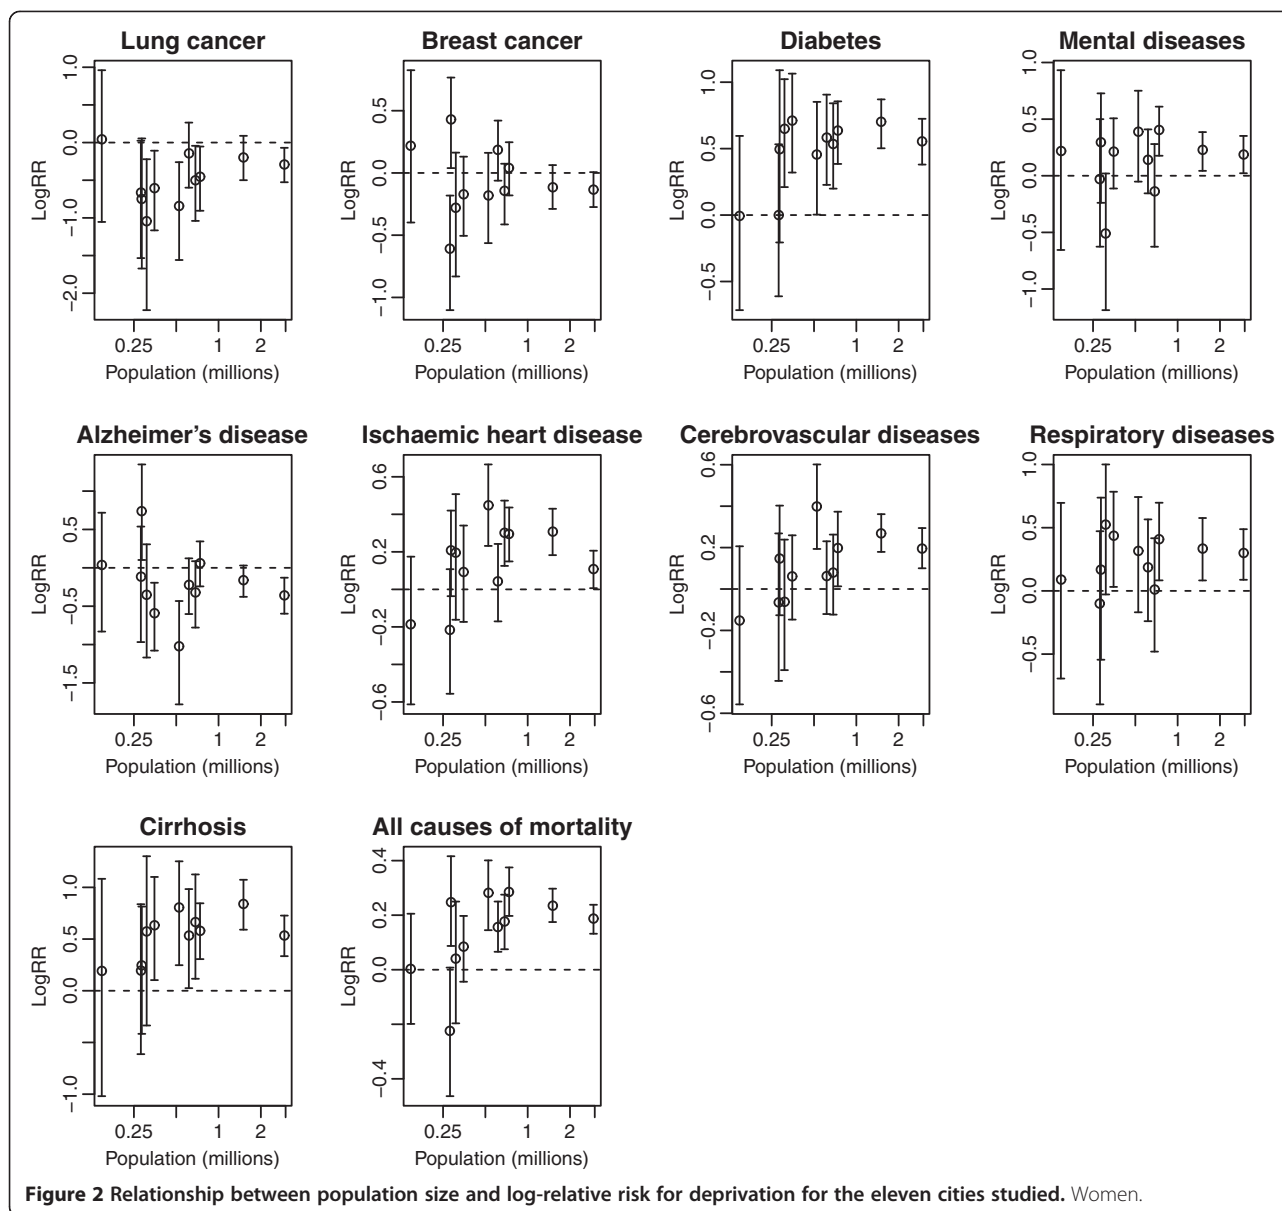 Lung cancer
Breast cancer
Diabetes
Mental diseases
LogRR
1.0
0.0
−1.0
−2.0
0.25
1
2
Population (millions)
LogRR
0.5
0.0
−0.5
−1.0
0.25
1
2
Population (millions)
LogRR
1.0
0.5
0.0
−0.5
0.25
1
2
Population (millions)
LogRR
1.0
0.5
0.0
−0.5
−1.0
0.25
1
2
Population (millions)
Alzheimer's disease
Ischaemic heart disease
Cerebrovascular diseases
Respiratory diseases
LogRR
0.5
−0.5
−1.5
0.25
1
2
Population (millions)
LogRR
0.6
0.2
−0.2
−0.6
0.25
1
2
Population (millions)
LogRR
0.6
0.2
−0.2
−0.6
0.25
1
2
Population (millions)
LogRR
1.0
0.5
0.0
−0.5
0.25
1
2
Population (millions)
Cirrhosis
All causes of mortality
LogRR
1.0
0.5
0.0
−1.0
0.25
1
2
Population (millions)
LogRR
0.4
0.2
0.0
−0.4
0.25
1
2
Population (millions)
Figure 2 Relationship between population size and log-relative risk for deprivation for the eleven cities studied. Women.